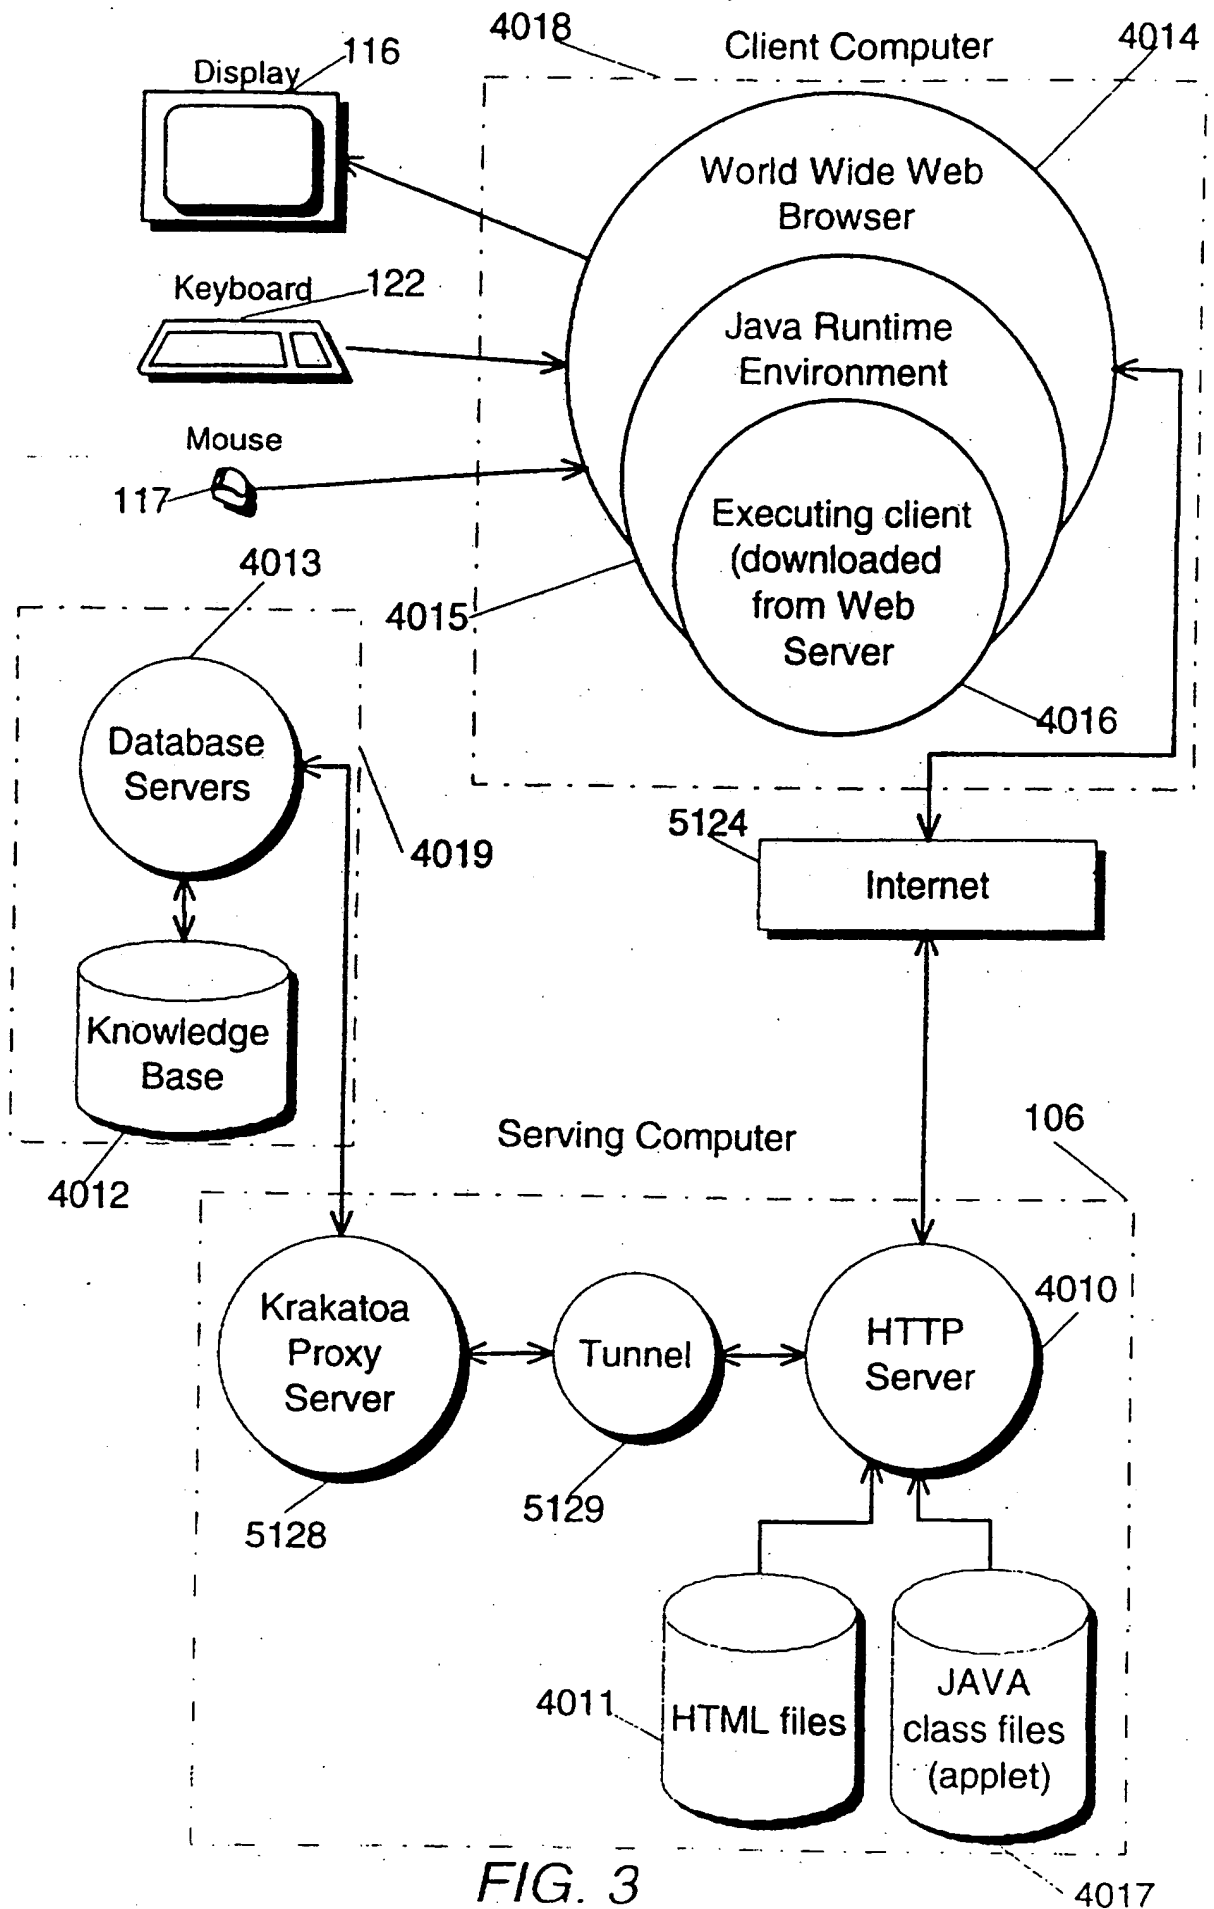 4018
Client Computer
4014
116
Display
World Wide Web
Browser
Keyboard
122
Java Runtime
Environment
Mouse
117
Executing client
(downloaded
from Web
Server
4013
4015
4016
Database
Servers
4019
5124
Internet
Knowledge
Base
4012
Serving Computer
106
Krakatoa
Proxy
Server
Tunnel
HTTP
Server
4010
5128
5129
4011
HTML files
JAVA
class files
(applet)
4017
FIG. 3